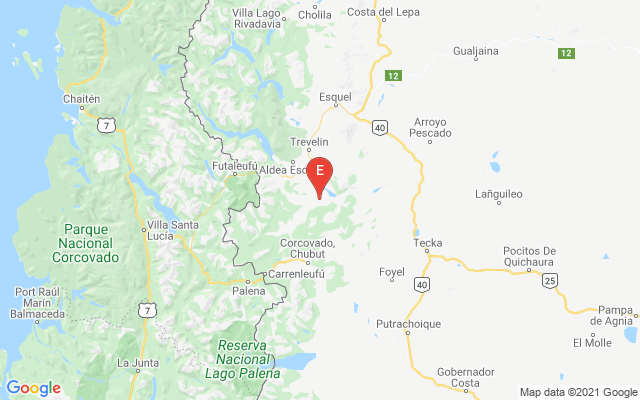 Villa Lago
Rivadavia
Cholila
Costa del Lepa
Gualjaina
12
12
Chaitén
7
Esquel
40
Arroyo
Pescado
Trevelin
Futaleufú
Aldea Esc
E
Lañguileo
Parque
Nacional
Corcovado
Villa Santa
Lucía
Corcovado,
Chubut
Tecka
Pocitos De
Quichaura
Carrenleufú
Palena
Foyel
40
25
Port Raúl
Marín
Balmaceda
7
Pampa
de Agnia
Putrachoique
El Molle
Reserva
Nacional
Lago Palena
La Junta
Gobernador
Costa
Google
Map data ©2021 Google